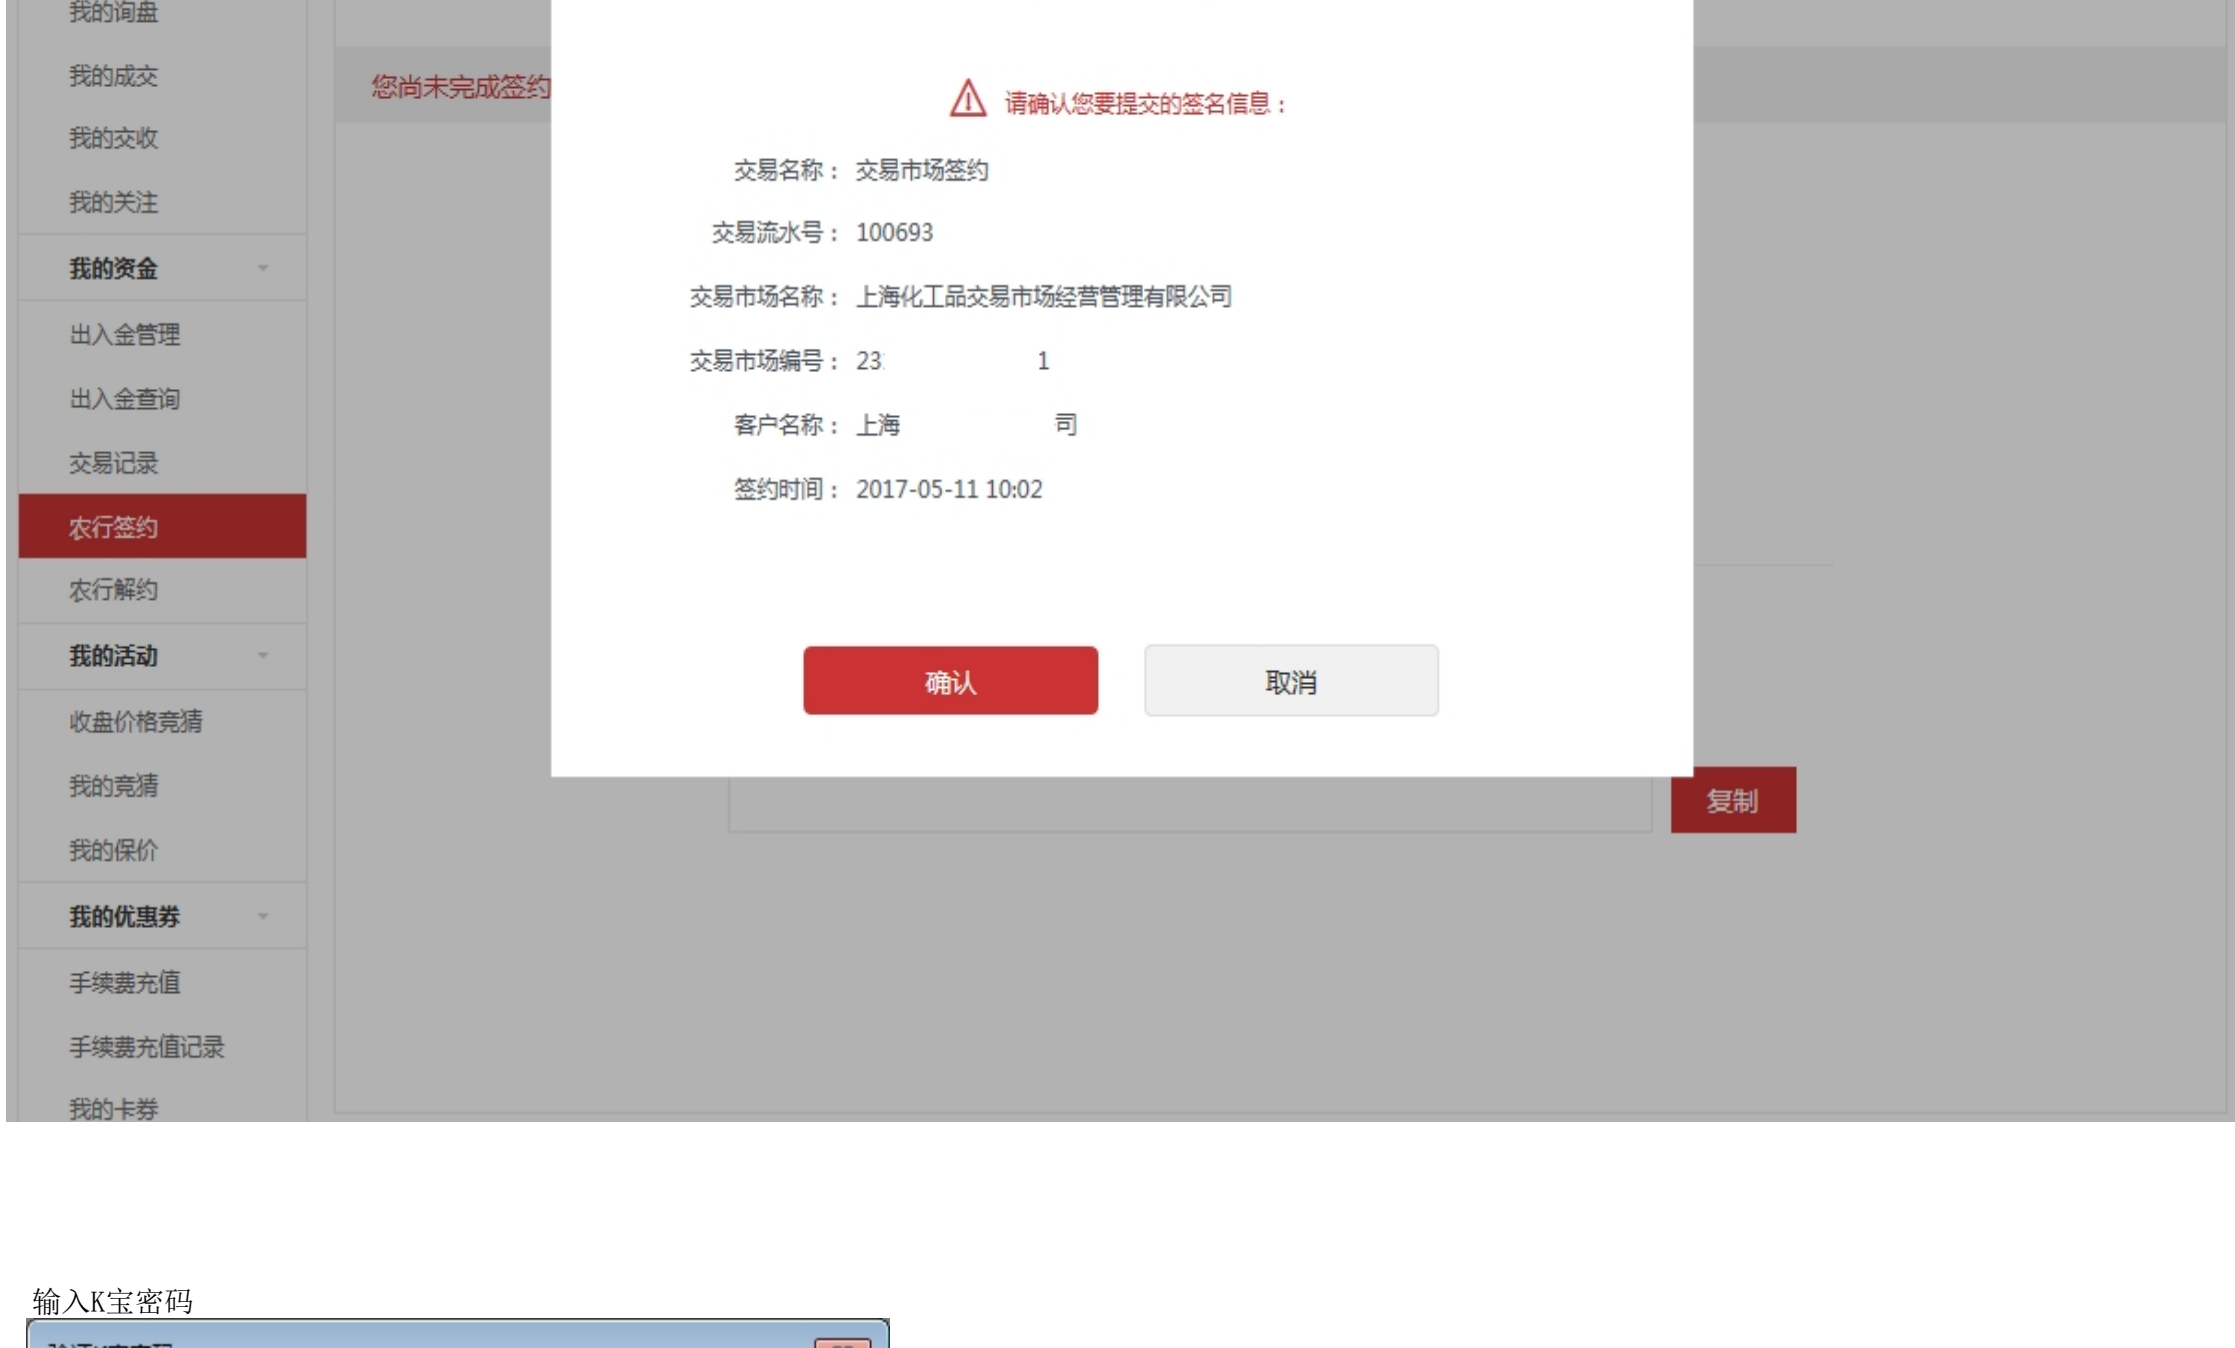 我的询盘
我的成交
我的交收
我的关注
我的资金
出入金管理
出入金查询
交易记录
农行签约
农行解约
我的活动
收盘价格竞猜
我的竞猜
我的保价
我的优惠券
手续费充值
手续费充值记录
我的卡券
您尚未完成签约
请确认您要提交的签名信息：
交易名称： 交易市场签约
交易流水号： 100693
交易市场名称： 上海化工品交易市场经营管理有限公司
交易市场编号： 23 1
客户名称： 上海 司
签约时间： 2017-05-11 10:02
确认 取消
复制
输入K宝密码